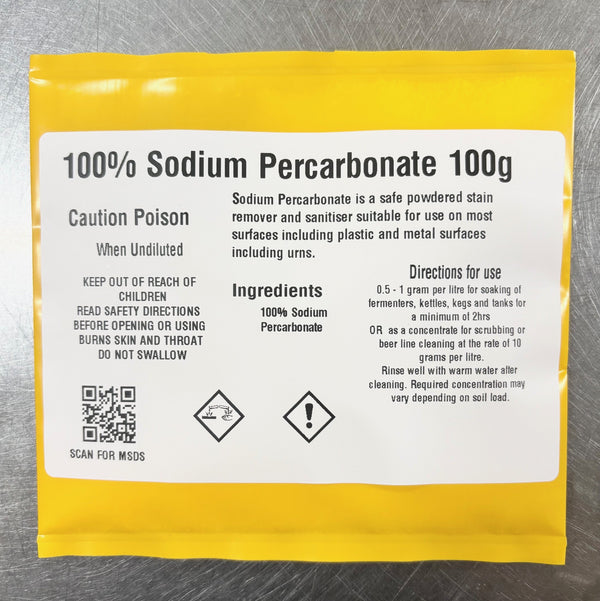 100% Sodium Percarbonate 100g
Caution Poison
When Undiluted
KEEP OUT OF REACH OF
CHILDREN
READ SAFETY DIRECTIONS
BEFORE OPENING OR USING
BURNS SKIN AND THROAT
DO NOT SWALLOW
SCAN FOR MSDS
Sodium Percarbonate is a safe powdered stain
remover and sanitiser suitable for use on most
surfaces including plastic and metal surfaces
including urns.
Ingredients
100% Sodium
Percarbonate
Directions for use
0.5 - 1 gram per litre for soaking of
fermenters, kettles, kegs and tanks for
a minimum of 2hrs
OR as a concentrate for scrubbing or
beer line cleaning at the rate of 10
grams per litre.
Rinse well with warm water after
cleaning. Required concentration may
vary depending on soil load.